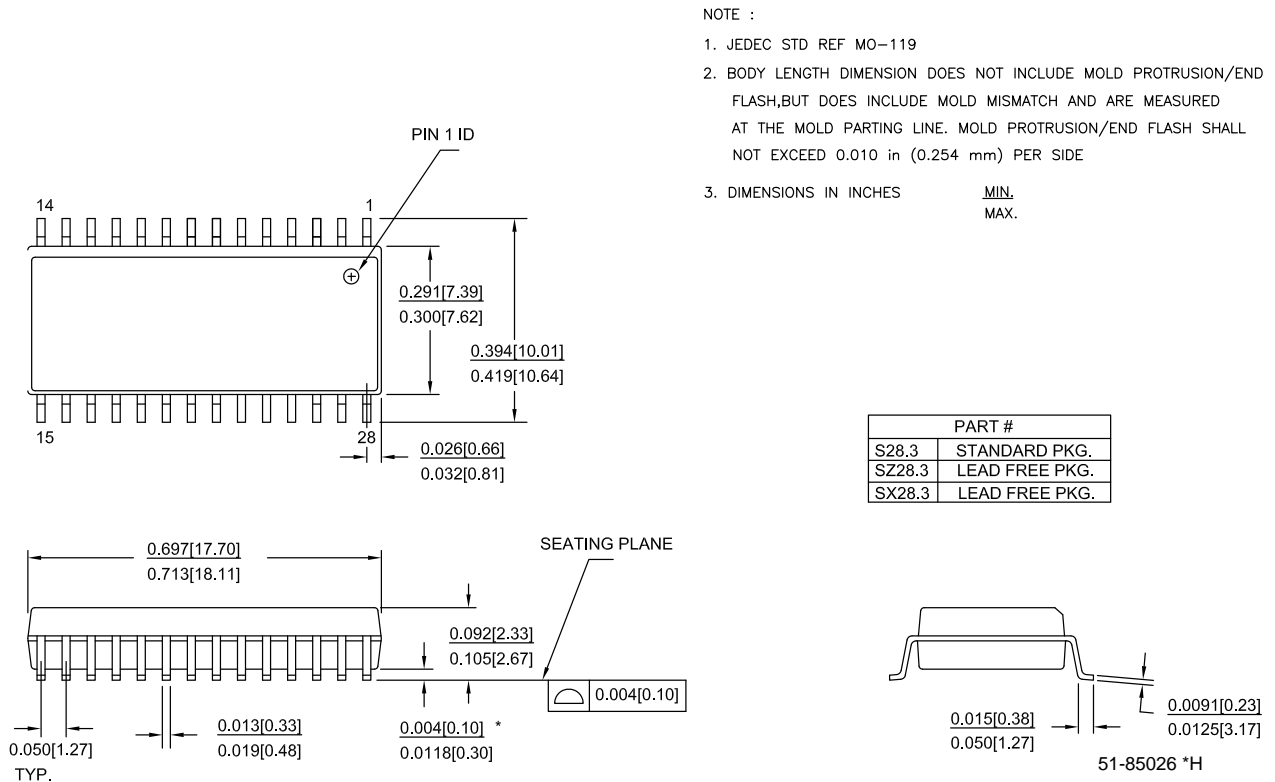 NOTE :
1. JEDEC STD REF MO-119
2. BODY LENGTH DIMENSION DOES NOT INCLUDE MOLD PROTRUSION/END
FLASH,BUT DOES INCLUDE MOLD MISMATCH AND ARE MEASURED
AT THE MOLD PARTING LINE. MOLD PROTRUSION/END FLASH SHALL
NOT EXCEED 0.010 in (0.254 mm) PER SIDE
3. DIMENSIONS IN INCHES MIN.
MAX.
PIN 1 ID
14 1
0.291[7.39]
0.300[7.62]
0.394[10.01]
0.419[10.64]
15 28
0.026[0.66]
0.032[0.81]
PART #
S28.3 STANDARD PKG.
SZ28.3 LEAD FREE PKG.
SX28.3 LEAD FREE PKG.
0.697[17.70]
0.713[18.11]
SEATING PLANE
0.092[2.33]
0.105[2.67]
0.004[0.10]
0.050[1.27]
TYP.
0.013[0.33]
0.019[0.48]
0.004[0.10] *
0.0118[0.30]
0.015[0.38]
0.050[1.27]
0.0091[0.23]
0.0125[3.17]
51-85026 *H